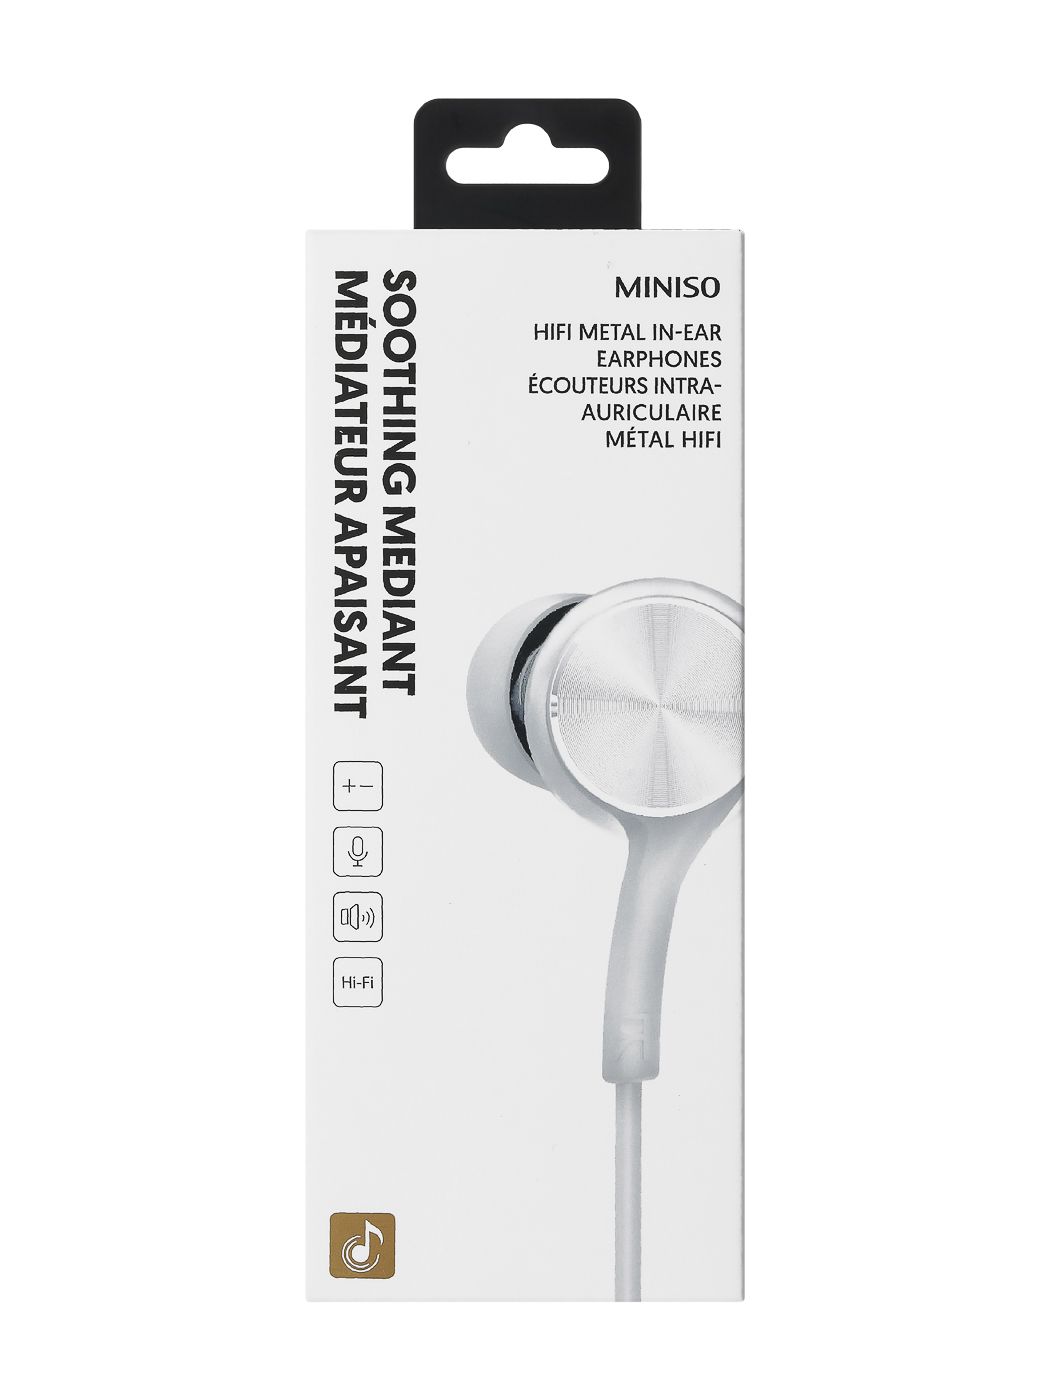 MINISO
HIFI METAL IN-EAR
EARPHONES
ÉCOUTEURS INTRA-
AURICULAIRE
MÉTAL HIFI
SOOTHING MEDIANT
MÉDIATEUR APAISANT
+ −
Hi-Fi